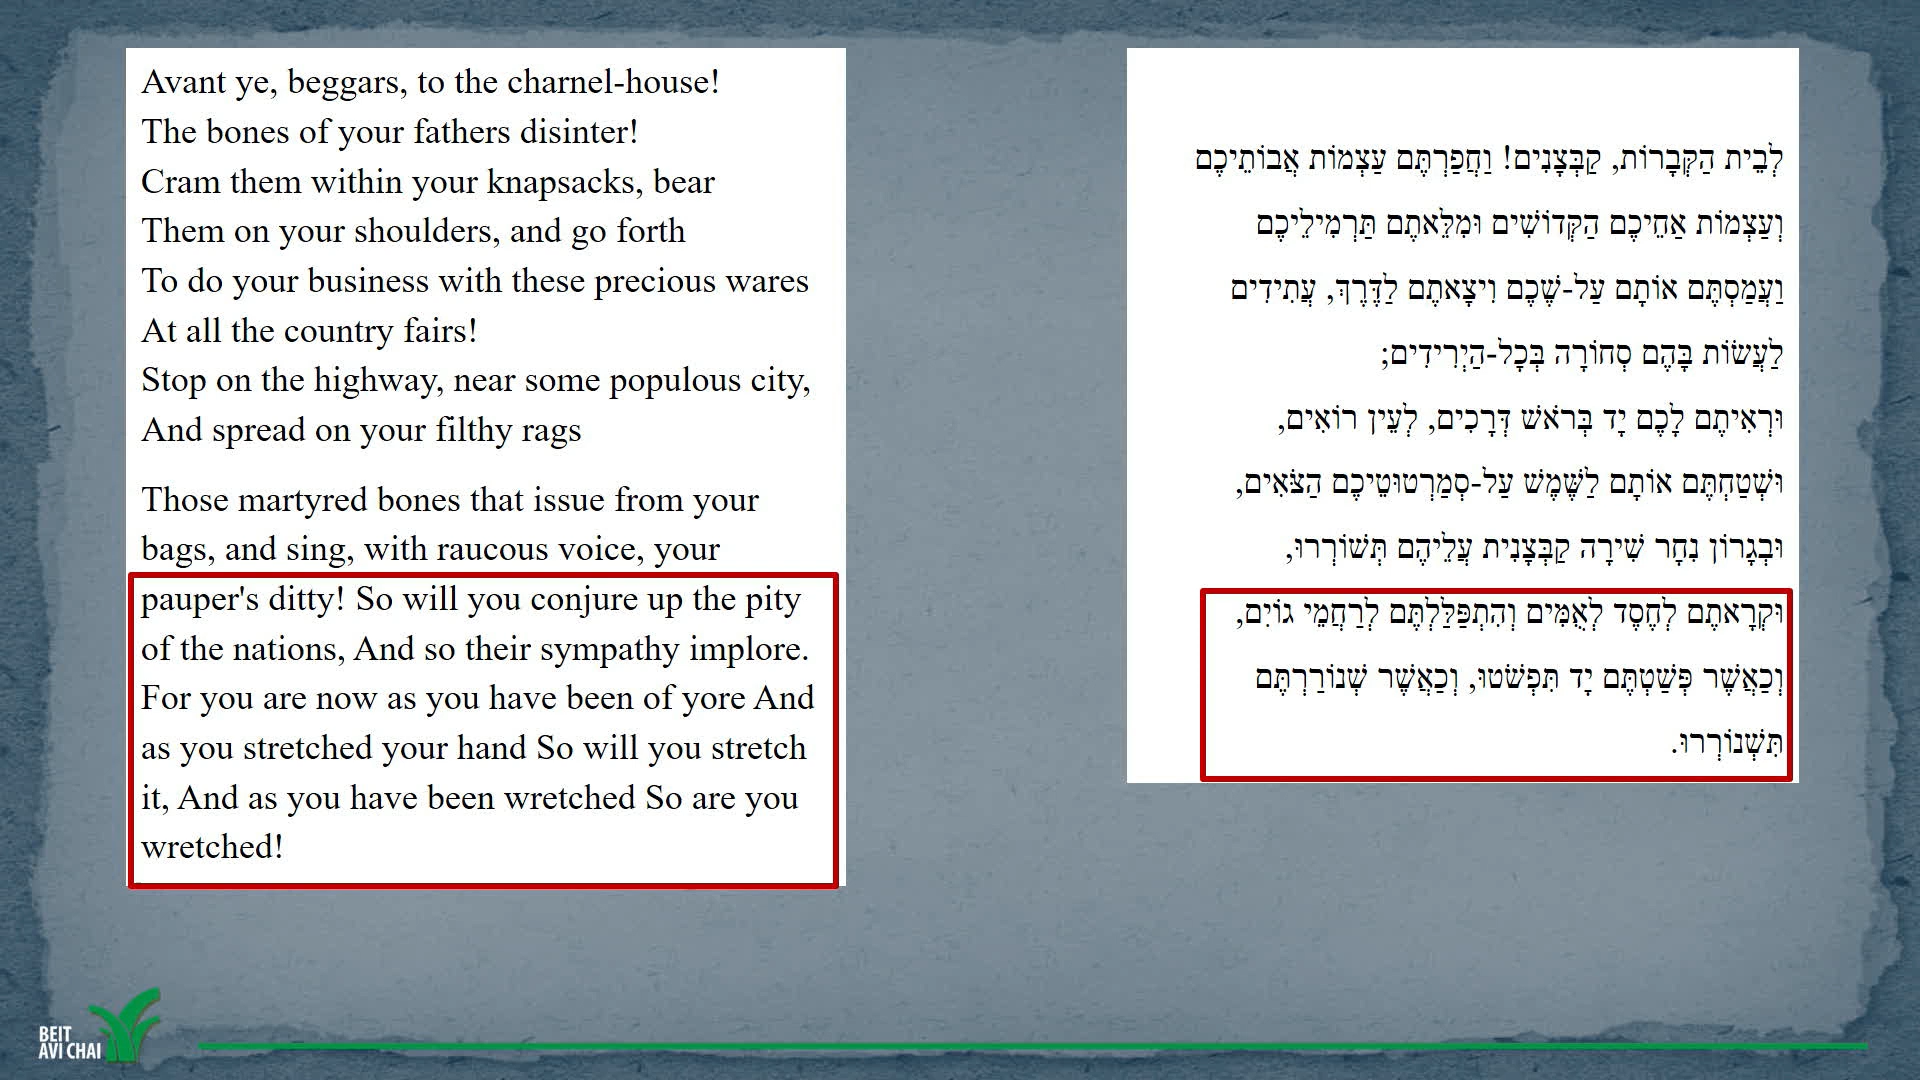 Avant ye, beggars, to the charnel-house!
The bones of your fathers disinter!
Cram them within your knapsacks, bear
Them on your shoulders, and go forth
To do your business with these precious wares
At all the country fairs!
Stop on the highway, near some populous city,
And spread on your filthy rags
Those martyred bones that issue from your
bags, and sing, with raucous voice, your
pauper's ditty! So will you conjure up the pity
of the nations, And so their sympathy implore.
For you are now as you have been of yore And
as you stretched your hand So will you stretch
it, And as you have been wretched So are you
wretched!
לְבֵית הַקְּבָרוֹת, קַבְּצָנִים! וַחֲפַרְתֶּם עַצְמוֹת אֲבוֹתֵיכֶם
וְעַצְמוֹת אַחֵיכֶם הַקְּדוֹשִׁים וּמִלֵּאתֶם תַּרְמִילֵיכֶם
וַעֲמַסְתֶּם אוֹתָם עַל-שֶׁכֶם וִיצָאתֶם לַדֶּרֶךְ, עֲתִידִים
לַעֲשׂוֹת בָּהֶם סְחוֹרָה בְּכָל-הַיְרִידִים;
וּרְאִיתֶם לָכֶם יָד בְּרֹאשׁ דְּרָכִים, לְעֵין רוֹאִים,
וּשְׁטַחְתֶּם אוֹתָם לַשֶּׁמֶשׁ עַל-סְמַרְטוּטֵיכֶם הַצֹּאִים,
וּבְגָרוֹן נִחָר שִׁירָה קַבְּצָנִית עֲלֵיהֶם תְּשׁוֹרְרוּ,
וּקְרָאתֶם לְחֶסֶד לְאֻמִּים וְהִתְפַּלַּלְתֶּם לְרַחֲמֵי גוֹיִם,
וְכַאֲשֶׁר פְּשַׁטְתֶּם יָד תִּפְשֹׁטוּ, וְכַאֲשֶׁר שְׁנוֹרַרְתֶּם
תִּשְׁנוֹרְרוּ.
BEIT
AVI CHAI